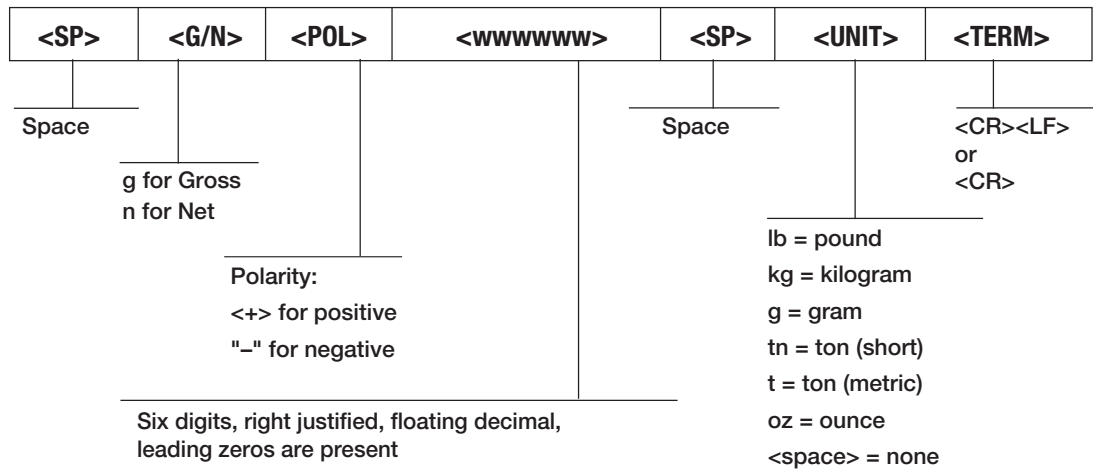 <SP> <G/N> <POL> <wwwwww> <SP> <UNIT> <TERM>
Space
Space
<CR><LF>
or
<CR>
g for Gross
n for Net
lb = pound
kg = kilogram
g = gram
tn = ton (short)
t = ton (metric)
oz = ounce
<space> = none
Polarity:
<+> for positive
"–" for negative
Six digits, right justified, floating decimal,
leading zeros are present